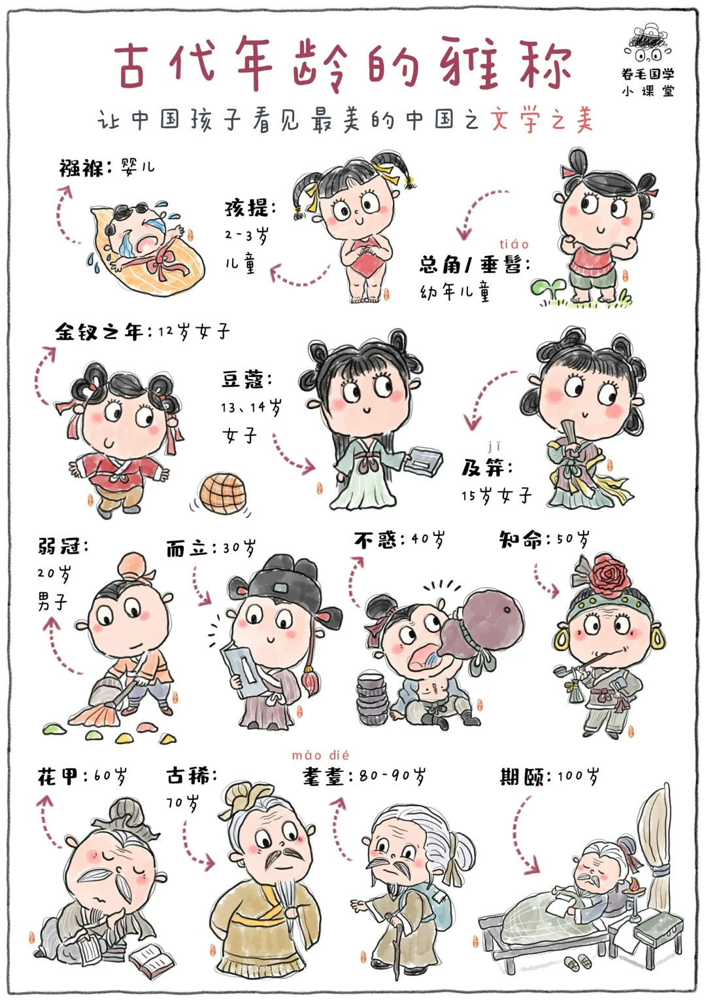 古代年龄的雅称
卷毛国学
小课堂
让中国孩子看见最美的中国之文学之美
襁褓：婴儿
孩提：
2-3岁
儿童
tiáo
总角/垂髫：
幼年儿童
金钗之年：12岁女子
豆蔻：
13、14岁
女子
jī
及笄：
15岁女子
弱冠：
20岁
男子
而立：30岁
不惑：40岁
知命：50岁
花甲：60岁
古稀：
70岁
mào dié
耄耋：80-90岁
期颐：100岁